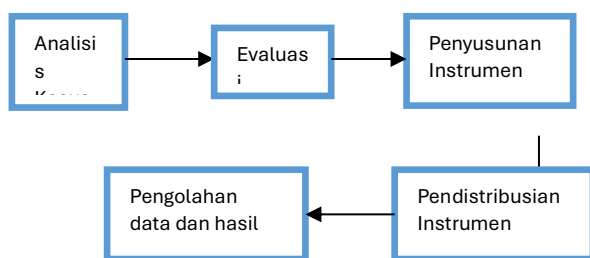 Analisi
s
Evaluas
i
Penyusunan
Instrumen
Pengolahan
data dan hasil
Pendistribusian
Instrumen